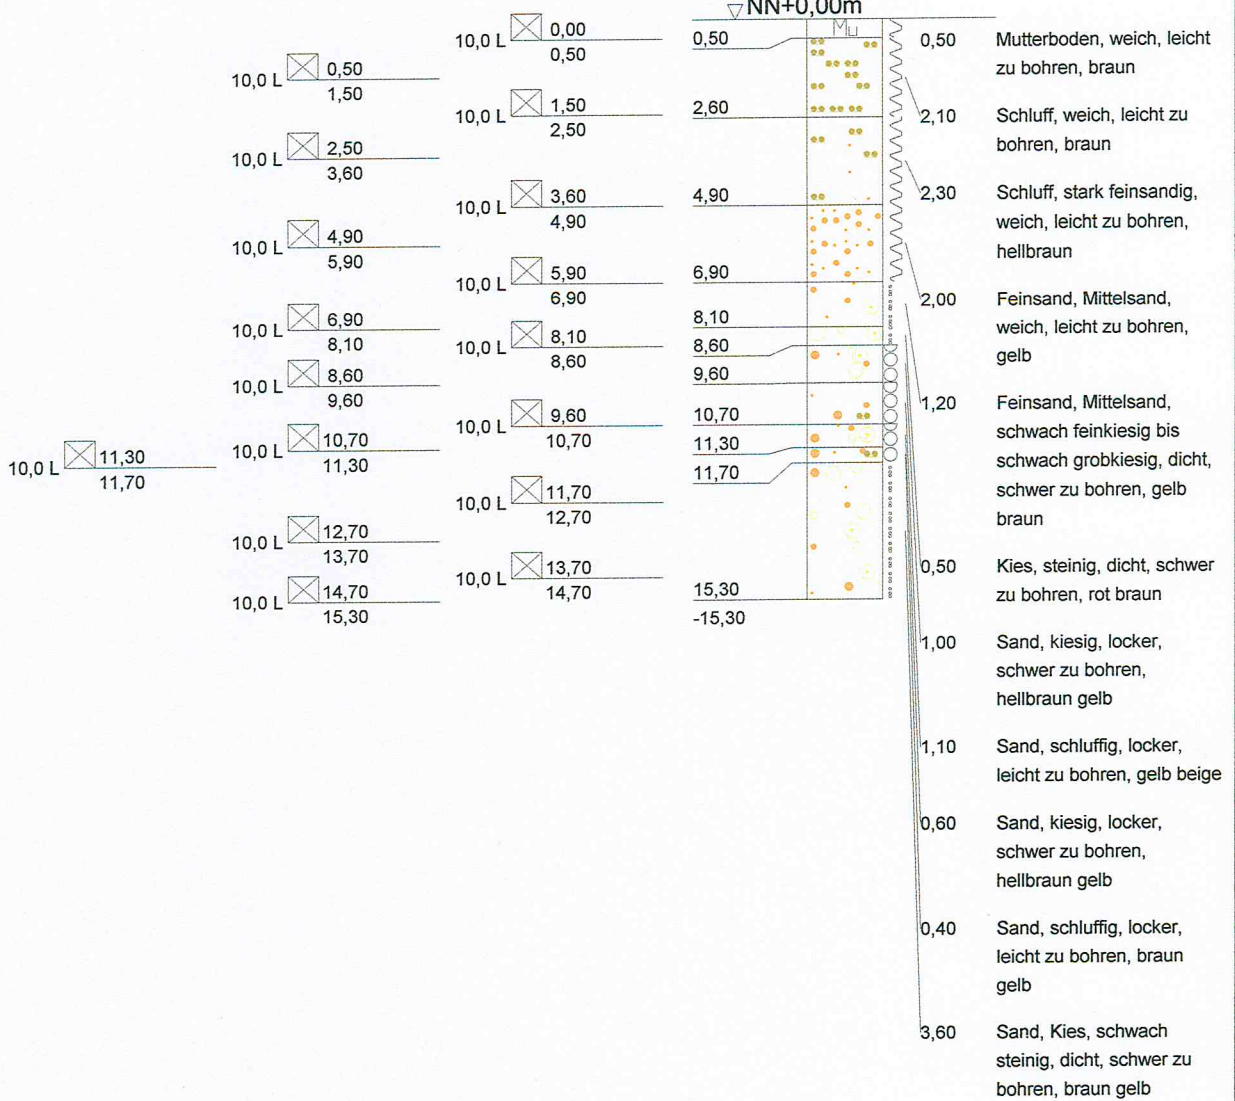 NN+0,00m
Mu
10,0 L 0,00
0,50
10,0 L 0,50
1,50
10,0 L 1,50
2,50
10,0 L 2,50
3,60
10,0 L 3,60
4,90
10,0 L 4,90
5,90
10,0 L 5,90
6,90
10,0 L 6,90
8,10
10,0 L 8,10
8,60
10,0 L 8,60
9,60
10,0 L 9,60
10,70
10,0 L 10,70
11,30
10,0 L 11,30
11,70
10,0 L 11,70
12,70
10,0 L 12,70
13,70
10,0 L 13,70
14,70
10,0 L 14,70
15,30
0,50
2,60
4,90
6,90
8,10
8,60
9,60
10,70
11,30
11,70
15,30
-15,30
0,50 Mutterboden, weich, leicht
zu bohren, braun
2,10 Schluff, weich, leicht zu
bohren, braun
2,30 Schluff, stark feinsandig,
weich, leicht zu bohren,
hellbraun
2,00 Feinsand, Mittelsand,
weich, leicht zu bohren,
gelb
1,20 Feinsand, Mittelsand,
schwach feinkiesig bis
schwach grobkiesig, dicht,
schwer zu bohren, gelb
braun
0,50 Kies, steinig, dicht, schwer
zu bohren, rot braun
1,00 Sand, kiesig, locker,
schwer zu bohren,
hellbraun gelb
1,10 Sand, schluffig, locker,
leicht zu bohren, gelb beige
0,60 Sand, kiesig, locker,
schwer zu bohren,
hellbraun gelb
0,40 Sand, schluffig, locker,
leicht zu bohren, braun
gelb
3,60 Sand, Kies, schwach
steinig, dicht, schwer zu
bohren, braun gelb